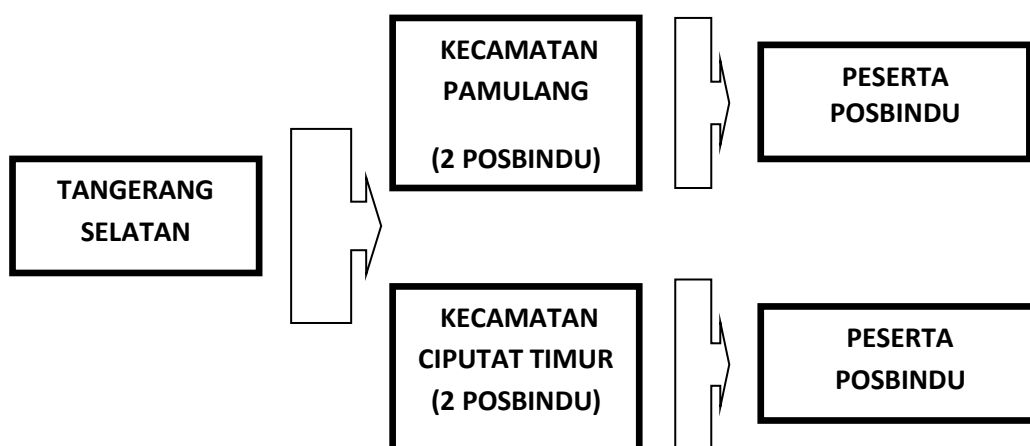 TANGERANG
SELATAN
KECAMATAN
PAMULANG
(2 POSBINDU)
PESERTA
POSBINDU
KECAMATAN
CIPUTAT TIMUR
(2 POSBINDU)
PESERTA
POSBINDU